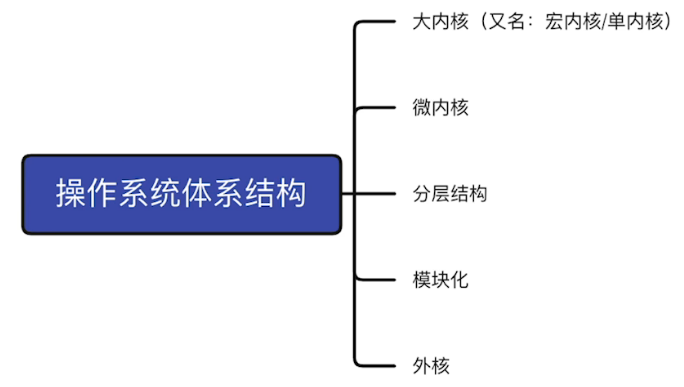 大内核（又名：宏内核/单内核）
微内核
操作系统体系结构
分层结构
模块化
外核